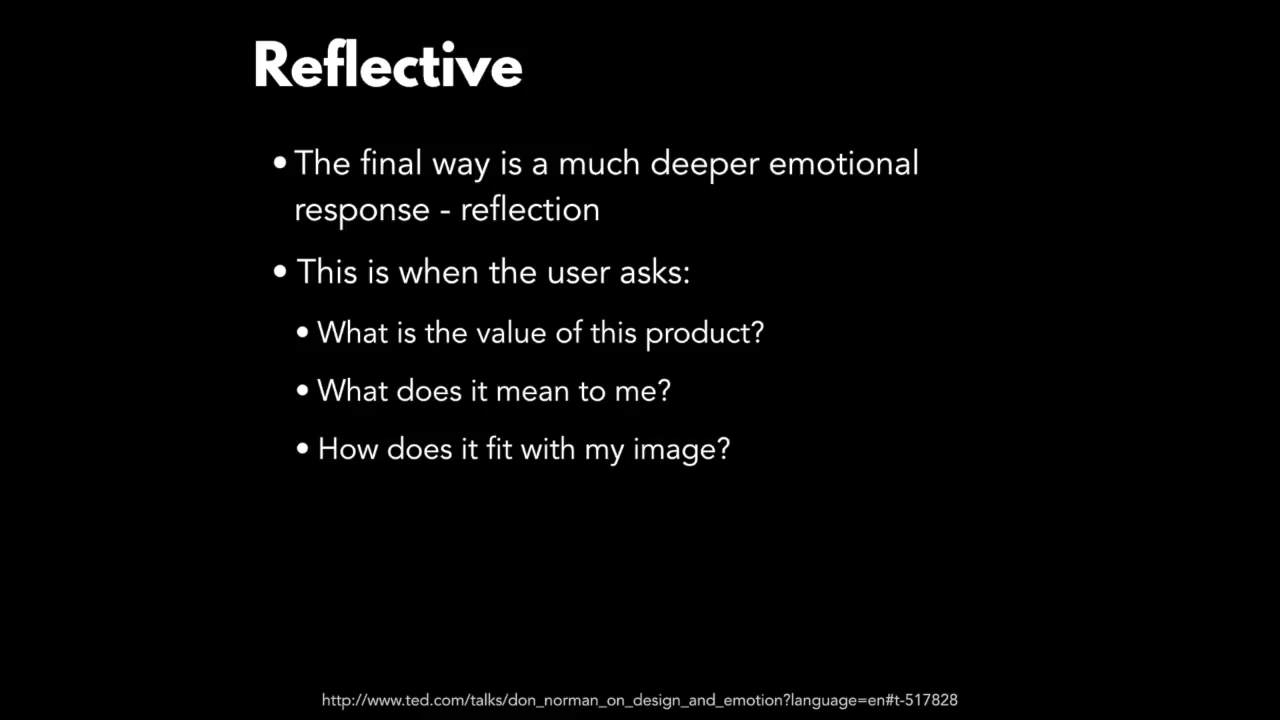 Reflective
• The final way is a much deeper emotional
response - reflection
• This is when the user asks:
• What is the value of this product?
• What does it mean to me?
• How does it fit with my image?
http://www.ted.com/talks/don_norman_on_design_and_emotion?language=en#t-517828